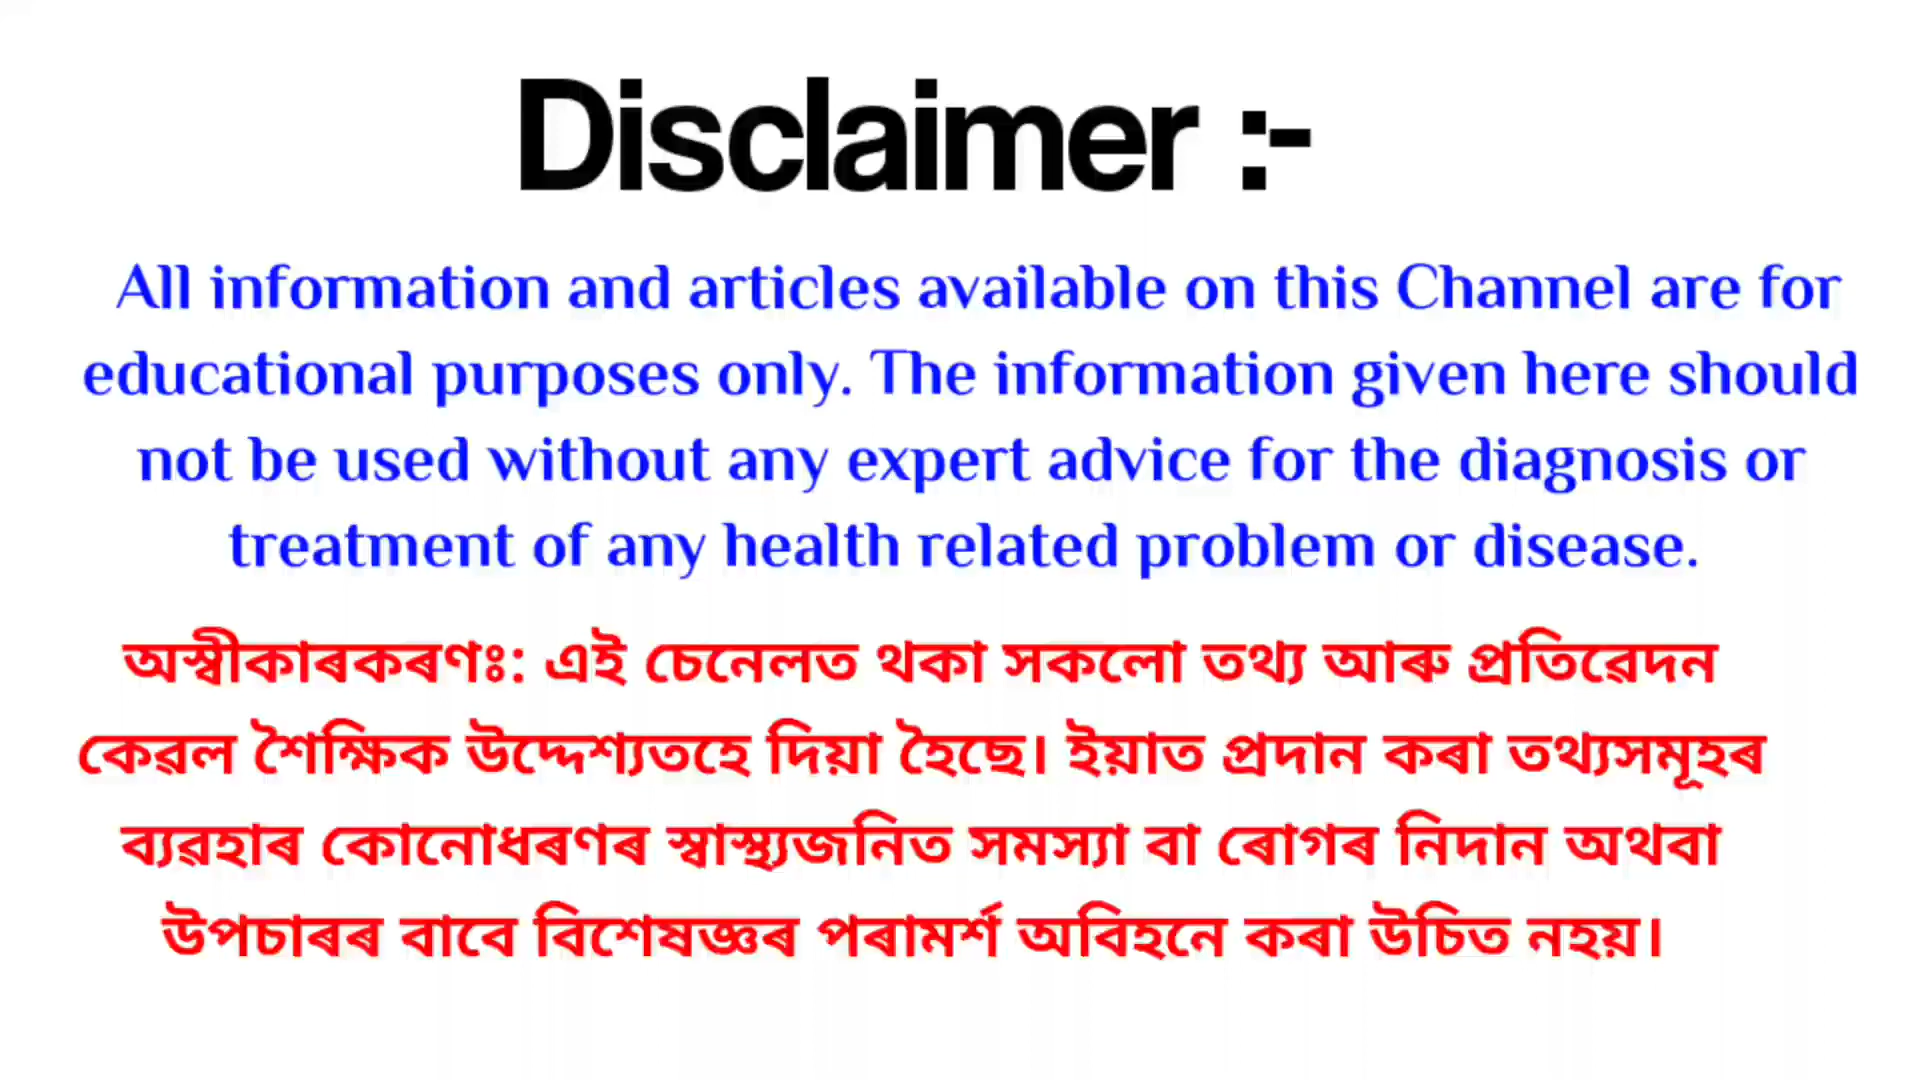 Disclaimer :-
All information and articles available on this Channel are for
educational purposes only. The information given here should
not be used without any expert advice for the diagnosis or
treatment of any health related problem or disease.
অস্বীকাৰকৰণঃ: এই চেনেলত থকা সকলো তথ্য আৰু প্ৰতিৱেদন
কেৱল শৈক্ষিক উদ্দেশ্যতহে দিয়া হৈছে। ইয়াত প্ৰদান কৰা তথ্যসমূহৰ
ব্যৱহাৰ কোনোধৰণৰ স্বাস্থ্যজনিত সমস্যা বা ৰোগৰ নিদান অথবা
উপচাৰৰ বাবে বিশেষজ্ঞৰ পৰামৰ্শ অবিহনে কৰা উচিত নহয়।